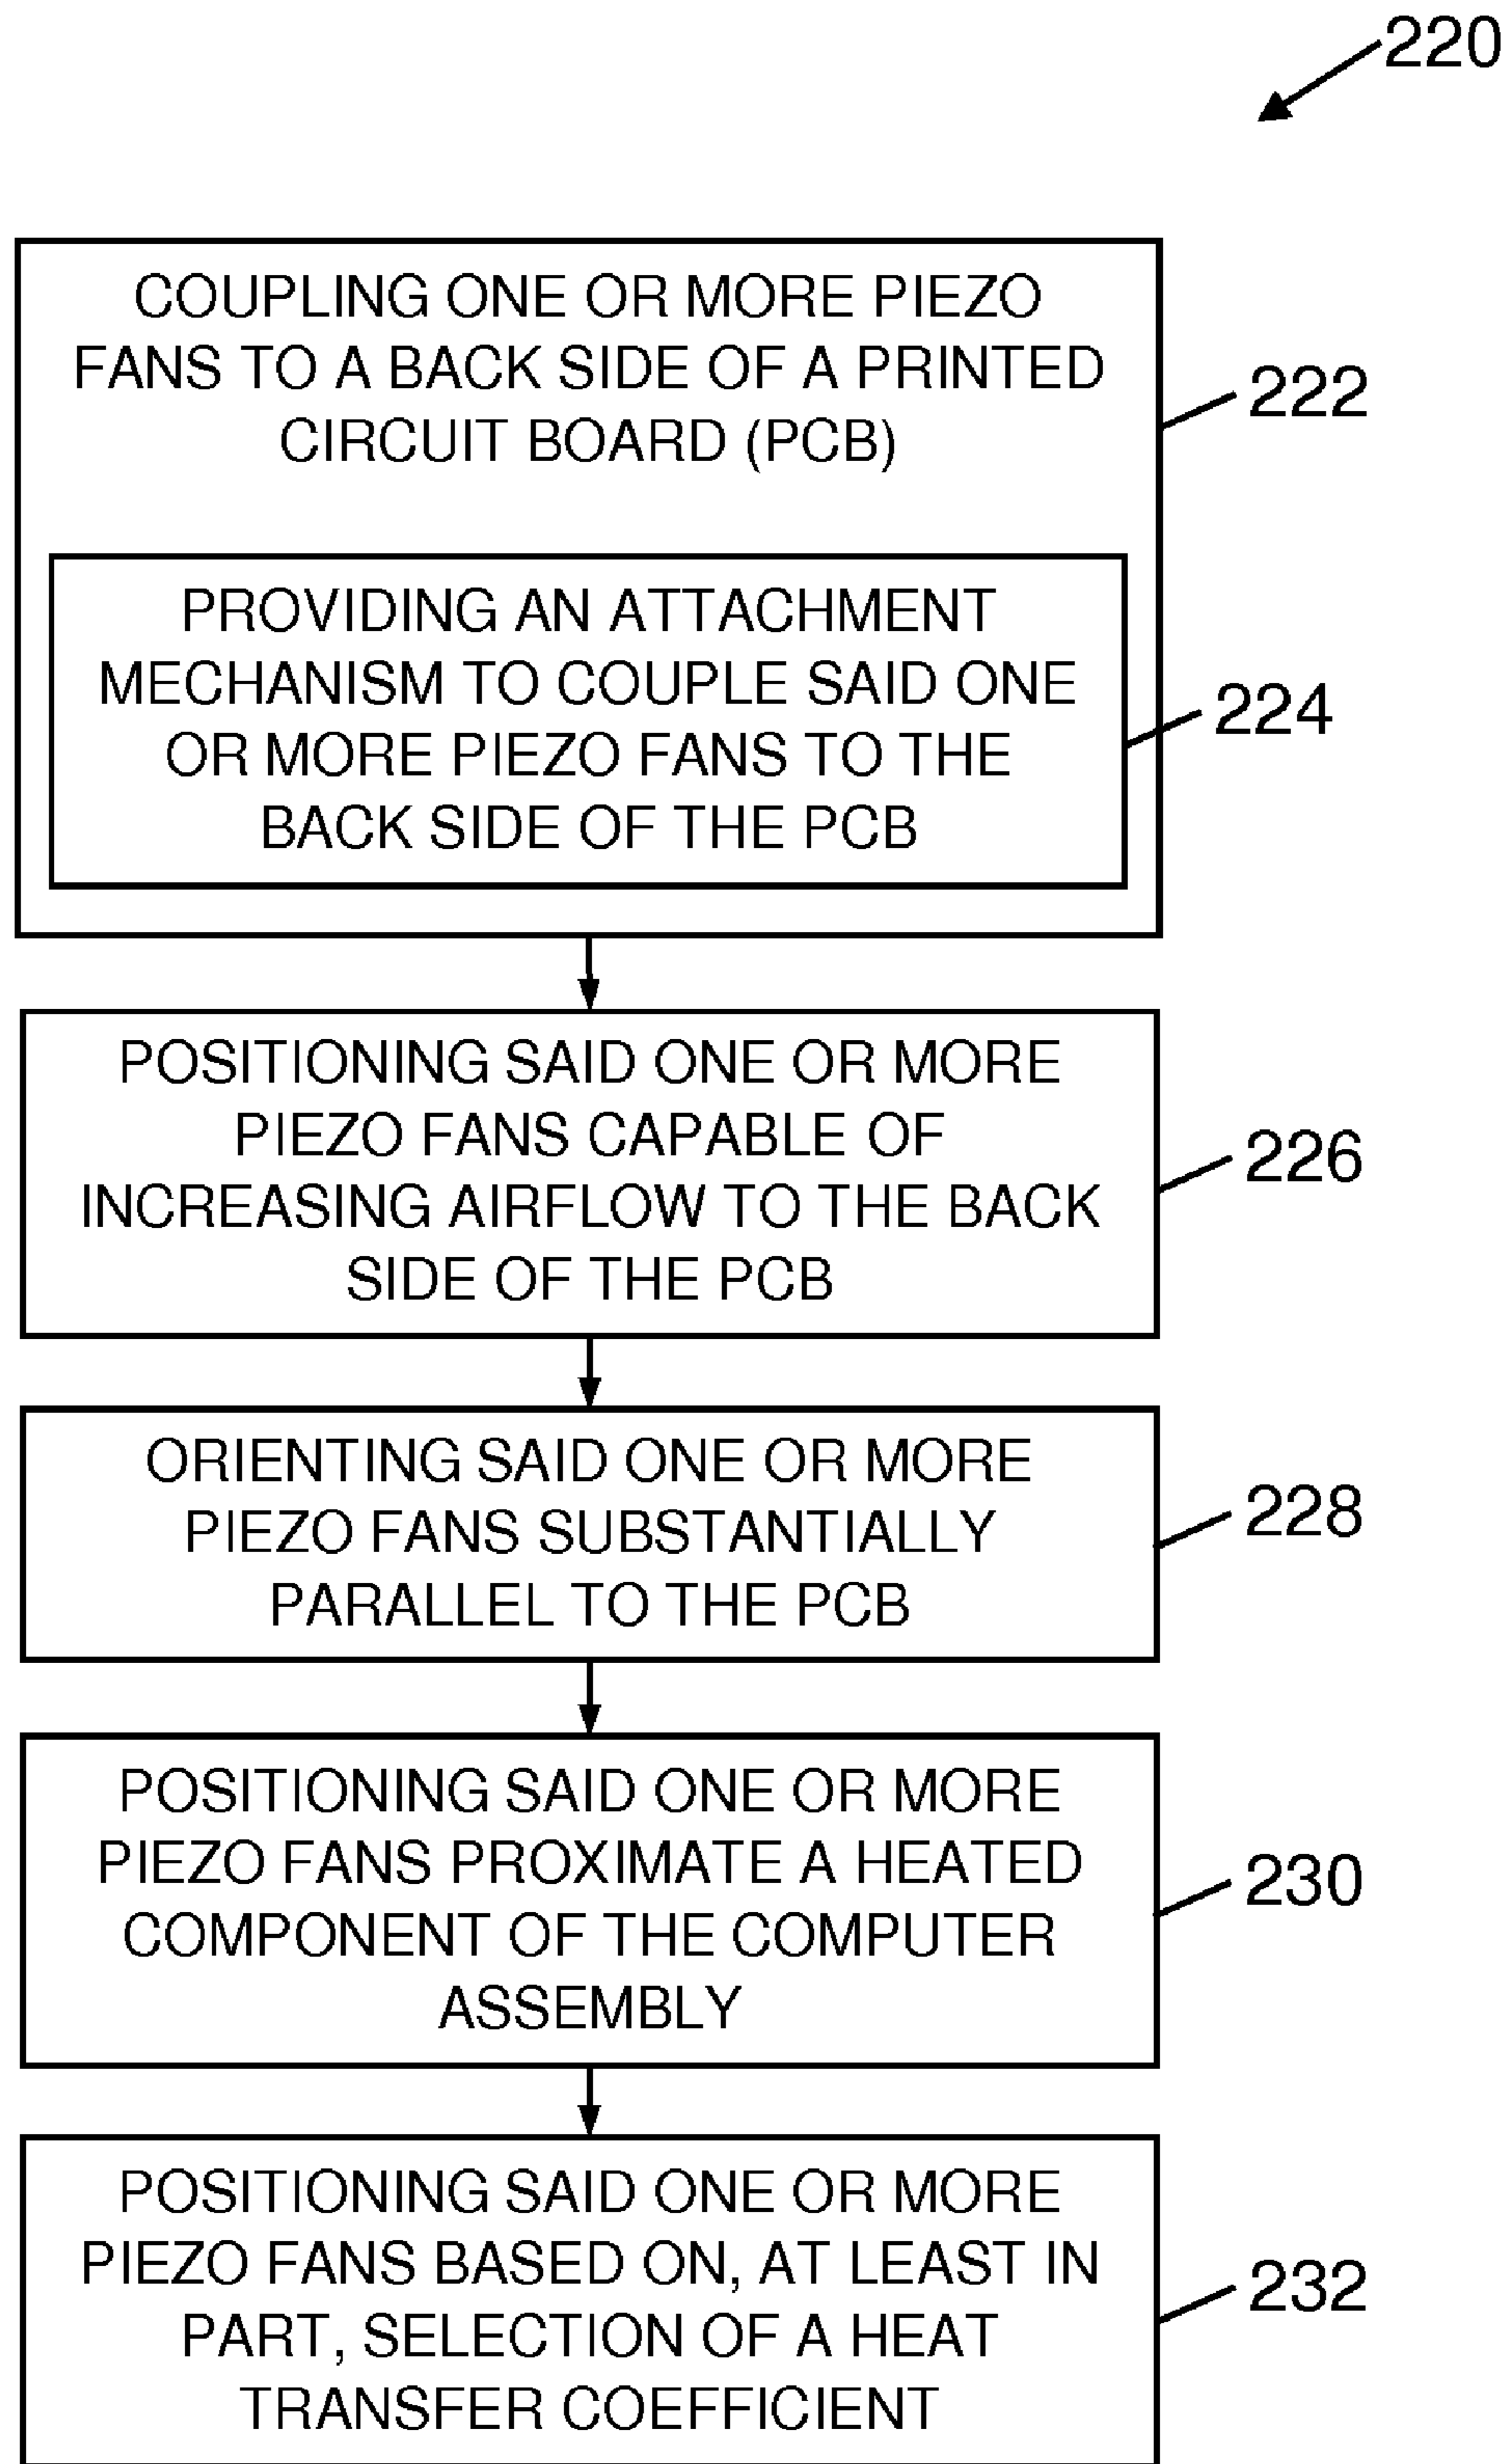 220
COUPLING ONE OR MORE PIEZO
FANS TO A BACK SIDE OF A PRINTED
CIRCUIT BOARD (PCB)
222
PROVIDING AN ATTACHMENT
MECHANISM TO COUPLE SAID ONE
OR MORE PIEZO FANS TO THE
BACK SIDE OF THE PCB
224
POSITIONING SAID ONE OR MORE
PIEZO FANS CAPABLE OF
INCREASING AIRFLOW TO THE BACK
SIDE OF THE PCB
226
ORIENTING SAID ONE OR MORE
PIEZO FANS SUBSTANTIALLY
PARALLEL TO THE PCB
228
POSITIONING SAID ONE OR MORE
PIEZO FANS PROXIMATE A HEATED
COMPONENT OF THE COMPUTER
ASSEMBLY
230
POSITIONING SAID ONE OR MORE
PIEZO FANS BASED ON, AT LEAST IN
PART, SELECTION OF A HEAT
TRANSFER COEFFICIENT
232